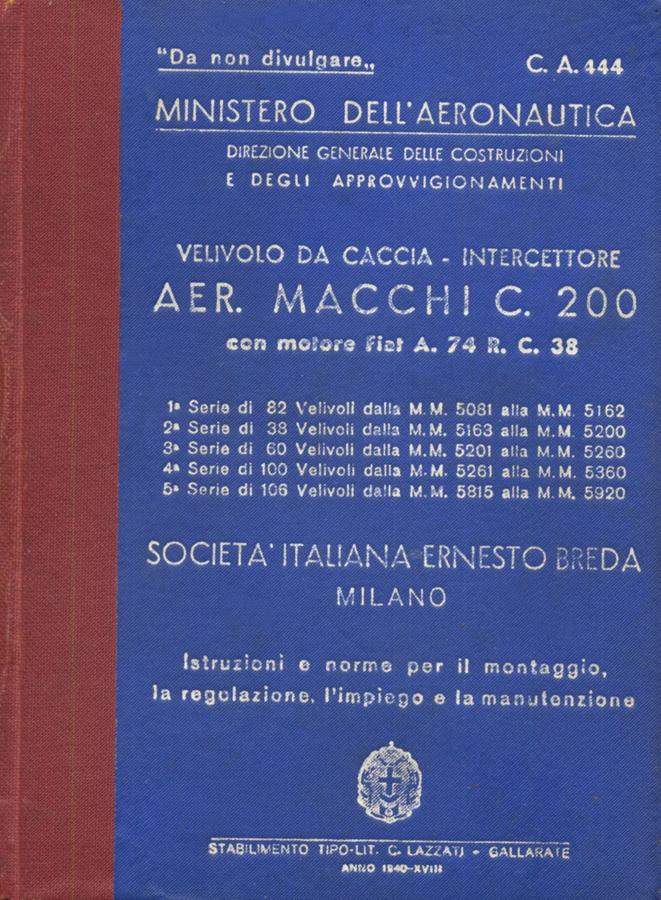 "Da non divulgare„
C. A. 444
MINISTERO DELL'AERONAUTICA
DIREZIONE GENERALE DELLE COSTRUZIONI
E DEGLI APPROVVIGIONAMENTI
VELIVOLO DA CACCIA - INTERCETTORE
AER. MACCHI C. 200
con motore Fiat A. 74 R. C. 38
1ª Serie di 82 Velivoli dalla M.M. 5081 alla M.M. 5162
2ª Serie di 38 Velivoli dalla M.M. 5163 alla M.M. 5200
3ª Serie di 60 Velivoli dalla M.M. 5201 alla M.M. 5260
4ª Serie di 100 Velivoli dalla M.M. 5261 alla M.M. 5360
5ª Serie di 106 Velivoli dalla M.M. 5815 alla M.M. 5920
SOCIETA' ITALIANA ERNESTO BREDA
MILANO
Istruzioni e norme per il montaggio,
la regolazione, l'impiego e la manutenzione
STABILIMENTO TIPO-LIT. C. LAZZATI - GALLARATE
ANNO 1940-XVIII